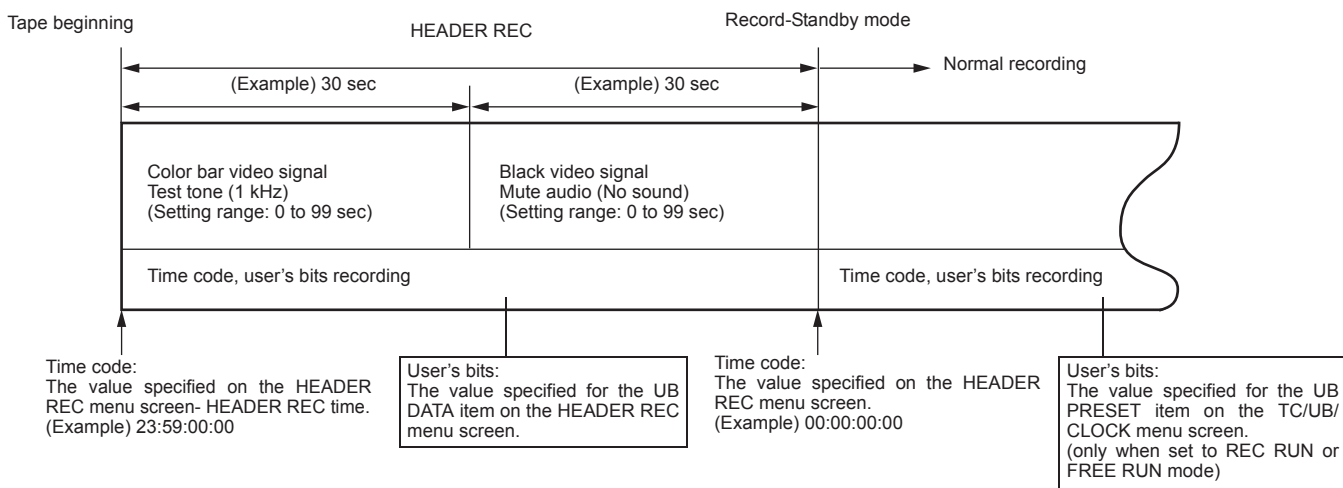 Tape beginning
HEADER REC
Record-Standby mode
Normal recording
(Example) 30 sec
(Example) 30 sec
Color bar video signal
Test tone (1 kHz)
(Setting range: 0 to 99 sec)
Black video signal
Mute audio (No sound)
(Setting range: 0 to 99 sec)
Time code, user's bits recording
Time code, user's bits recording
Time code:
The value specified on the HEADER
REC menu screen- HEADER REC time.
(Example) 23:59:00:00
User's bits:
The value specified for the UB
DATA item on the HEADER REC
menu screen.
Time code:
The value specified on the HEADER
REC menu screen.
(Example) 00:00:00:00
User's bits:
The value specified for the UB
PRESET item on the TC/UB/
CLOCK menu screen.
(only when set to REC RUN or
FREE RUN mode)